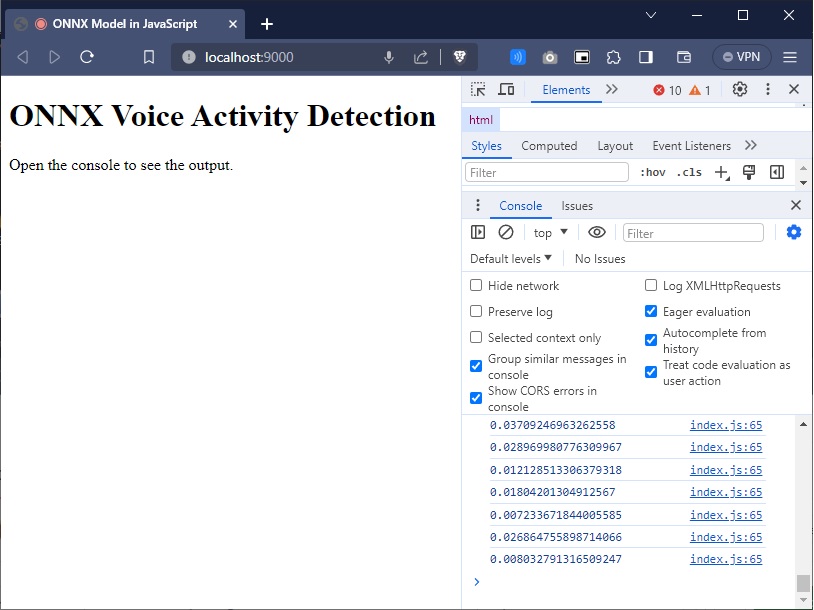 ONNX Model in JavaScript
localhost:9000
VPN
ONNX Voice Activity Detection
Open the console to see the output.
Elements
10
1
html
Styles Computed Layout Event Listeners
Filter
:hov .cls
Console Issues
top
Filter
Default levels No Issues
Hide network
Log XMLHttpRequests
Preserve log
Eager evaluation
Selected context only
Autocomplete from
history
Group similar messages in
console
Treat code evaluation as
user action
Show CORS errors in
console
0.03709246963262558 index.js:65
0.028969980776309967 index.js:65
0.012128513306379318 index.js:65
0.01804201304912567 index.js:65
0.007233671844005585 index.js:65
0.026864755898714066 index.js:65
0.008032791316509247 index.js:65